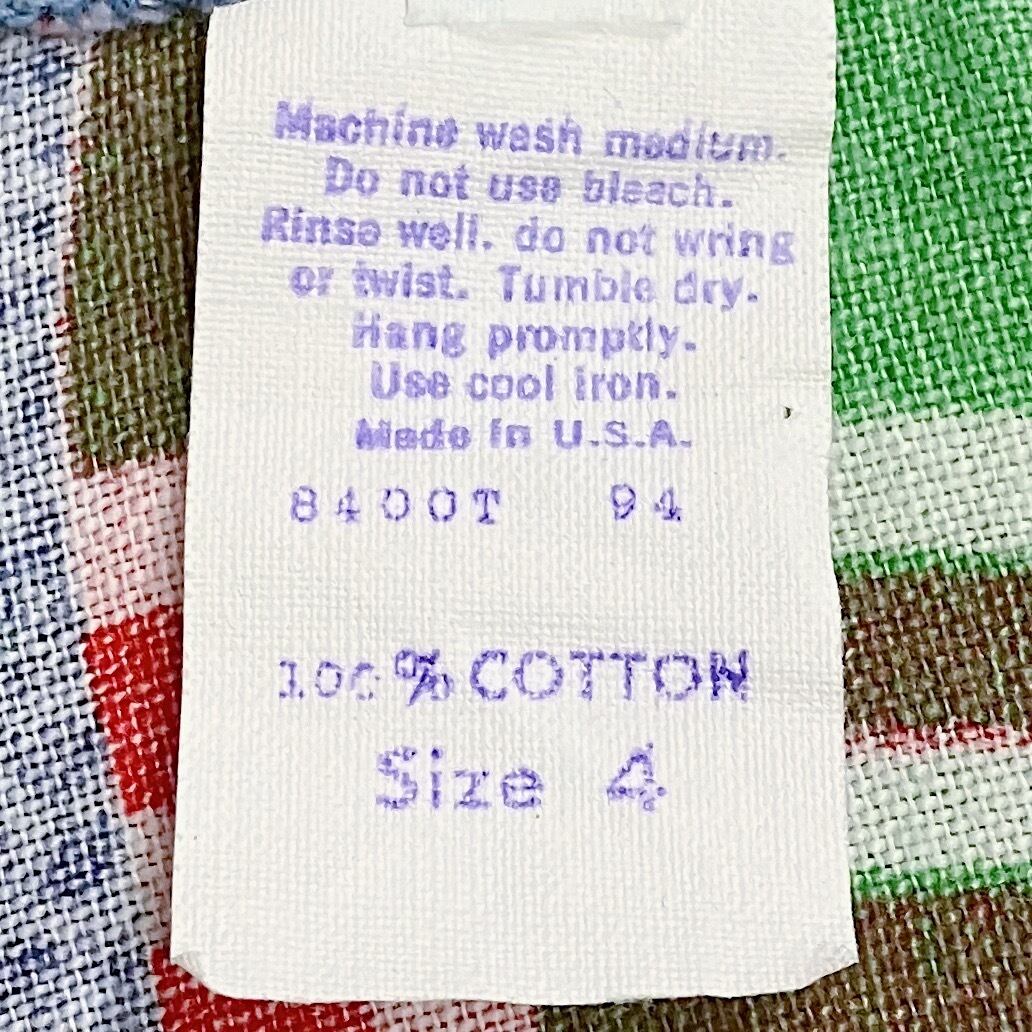 Machine wash medium.
Do not use bleach.
Rinse well. do not wring
or twist. Tumble dry.
Hang promptly.
Use cool iron.
Made in U.S.A.
8400T 94
100% COTTON
Size 4